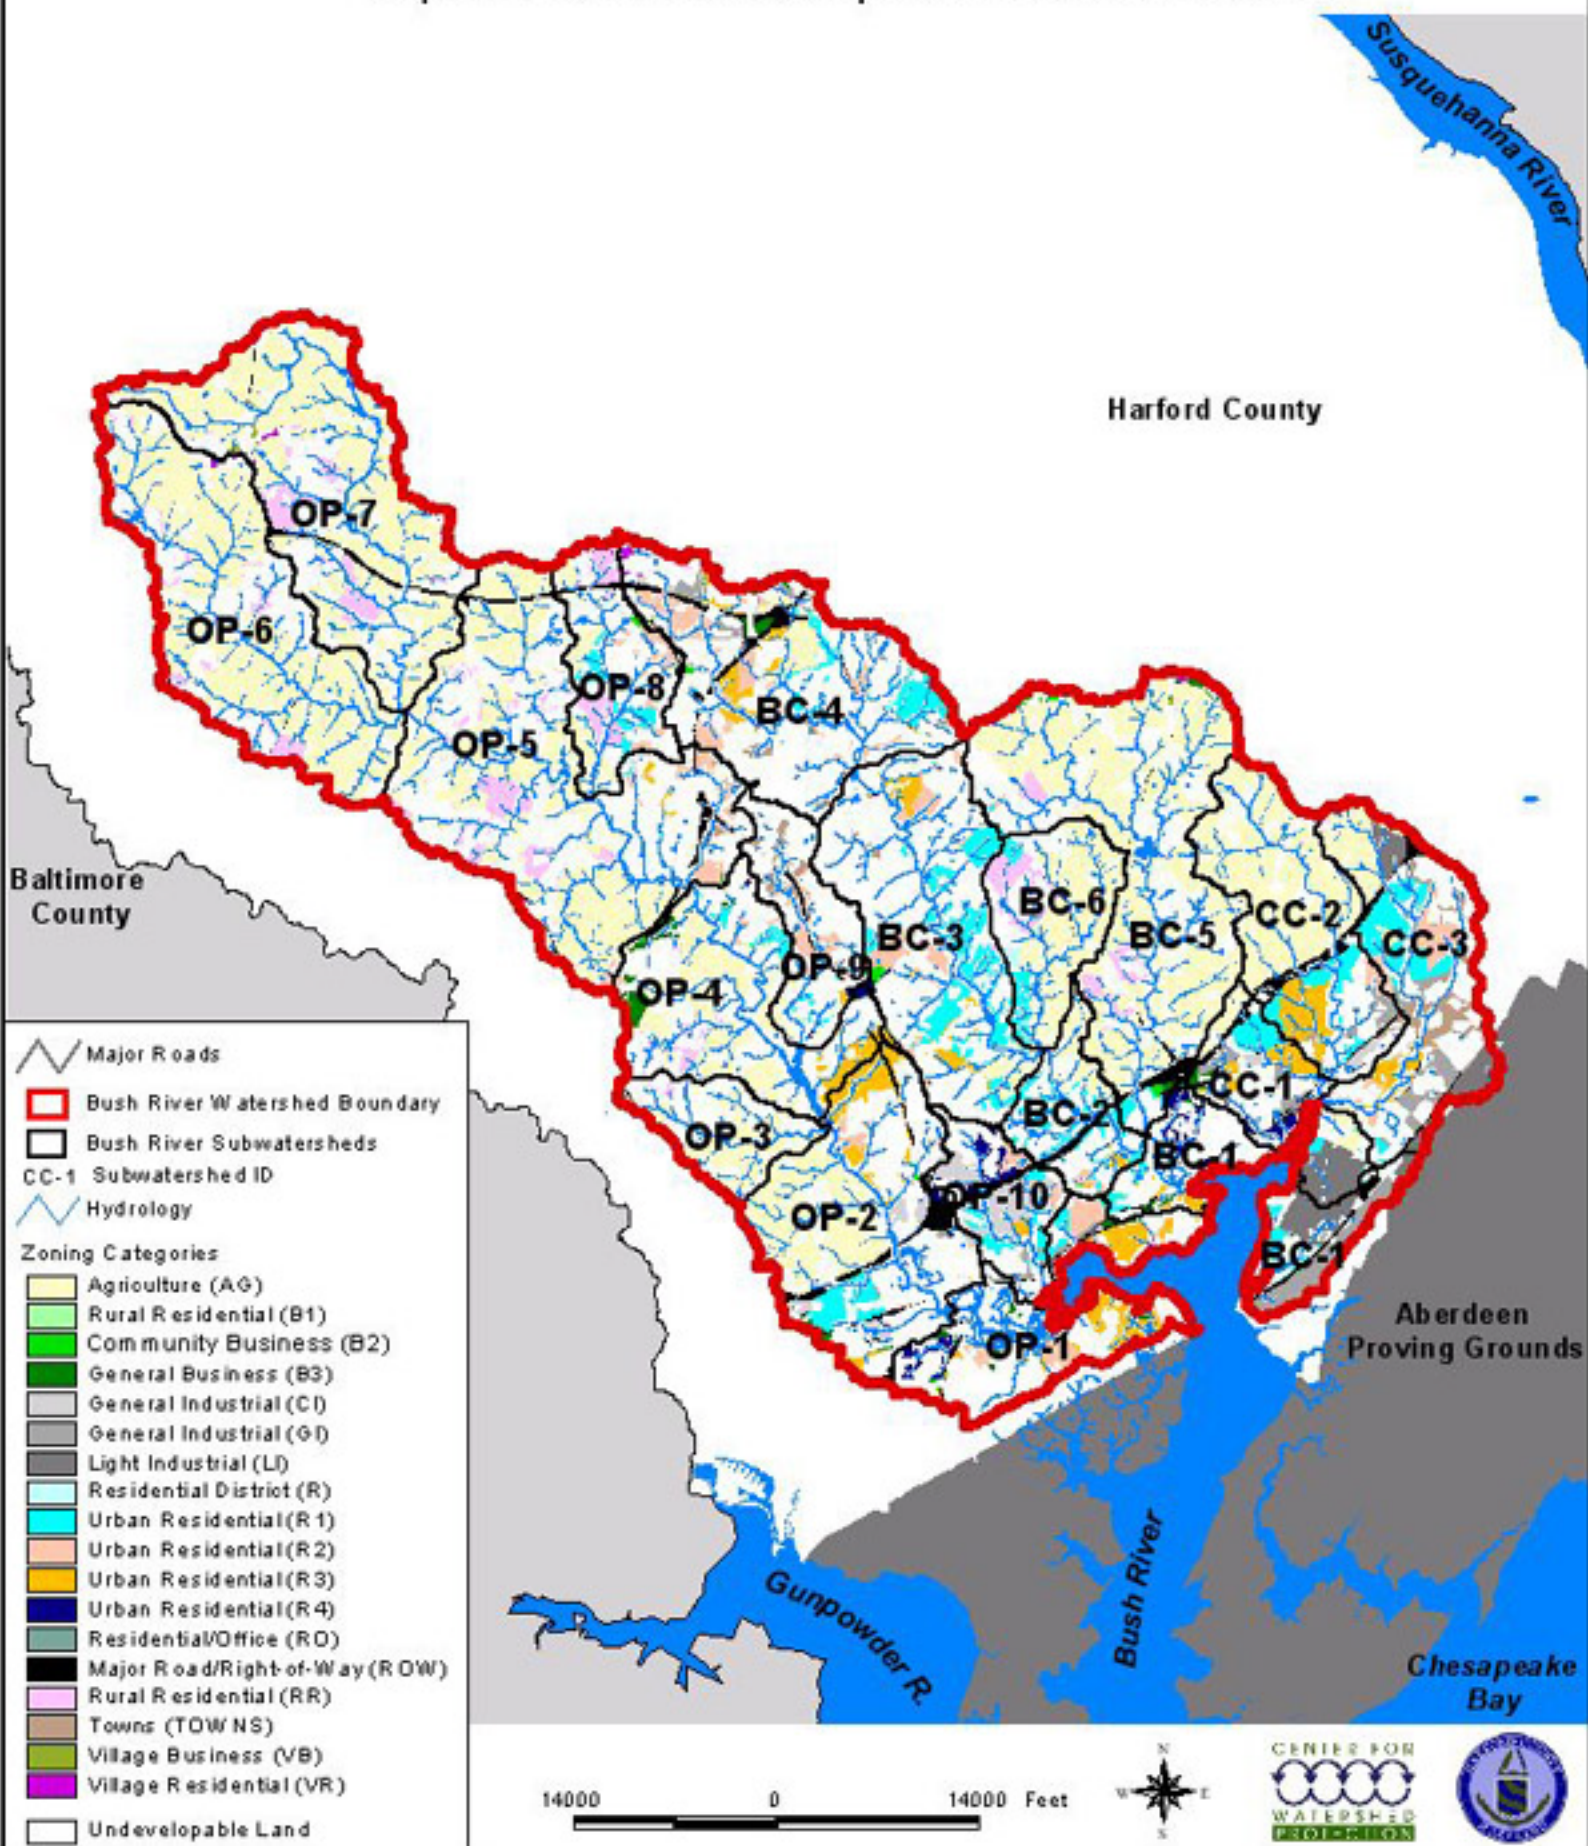 Susquehanna River
Harford County
OP-7
OP-6
OP-8
BC-4
OP-5
Baltimore
County
BC-6
CC-2
BC-3
BC-5
CC-3
OP-9
OP-4
CC-1
BC-2
OP-3
BC-1
OP-10
OP-2
BC-1
Aberdeen
Proving Grounds
OP-1
Major Roads
Bush River Watershed Boundary
Bush River Subwatersheds
CC-1 Subwatershed ID
Hydrology
Zoning Categories
Agriculture (AG)
Rural Residential (B1)
Community Business (B2)
General Business (B3)
General Industrial (CI)
General Industrial (GI)
Light Industrial (LI)
Residential District (R)
Urban Residential (R1)
Urban Residential (R2)
Urban Residential (R3)
Urban Residential (R4)
Residential/Office (RO)
Major Road/Right-of-Way (ROW)
Rural Residential (RR)
Towns (TOWNS)
Village Business (VB)
Village Residential (VR)
Undevelopable Land
Gunpowder R.
Bush River
Chesapeake
Bay
14000 0 14000 Feet
N
W E
S
CENTER FOR
WATERSHED
PROTECTION